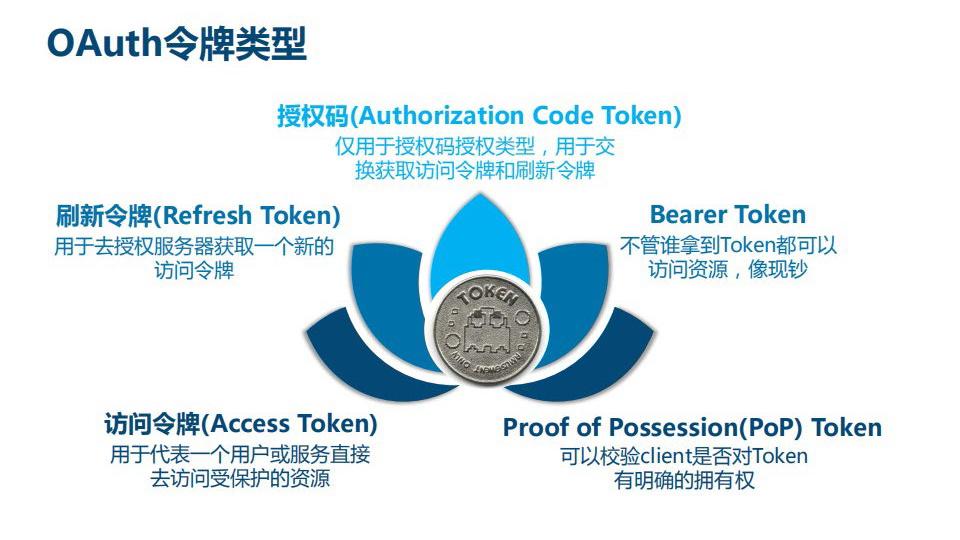 OAuth令牌类型
授权码(Authorization Code Token)
仅用于授权码授权类型，用于交
换获取访问令牌和刷新令牌
刷新令牌(Refresh Token)
用于去授权服务器获取一个新的
访问令牌
Bearer Token
不管谁拿到Token都可以
访问资源，像现钞
TOKEN
AMUSEMENT ONLY
访问令牌(Access Token)
用于代表一个用户或服务直接
去访问受保护的资源
Proof of Possession(PoP) Token
可以校验client是否对Token
有明确的拥有权